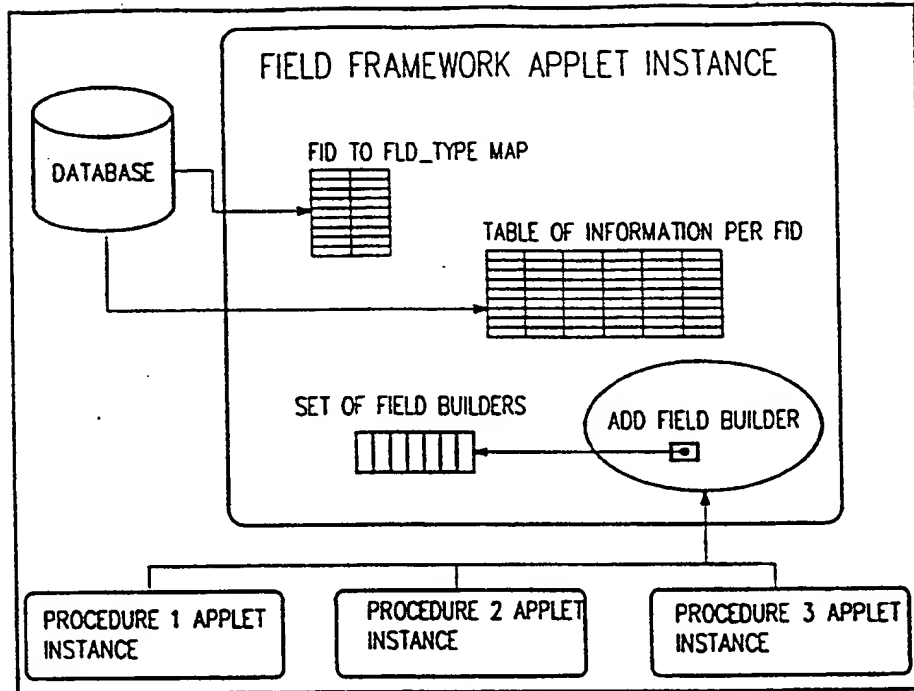 FIELD FRAMEWORK APPLET INSTANCE
DATABASE
FID TO FLD_TYPE MAP
TABLE OF INFORMATION PER FID
SET OF FIELD BUILDERS
ADD FIELD BUILDER
PROCEDURE 1 APPLET
INSTANCE
PROCEDURE 2 APPLET
INSTANCE
PROCEDURE 3 APPLET
INSTANCE